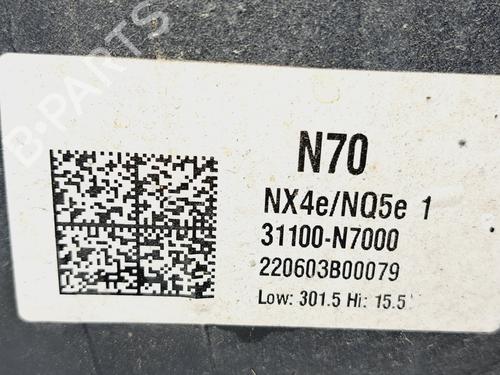 B-PARTS
N70
NX4e/NQ5e 1
31100-N7000
220603B00079
Low: 301.5 Hi: 15.5